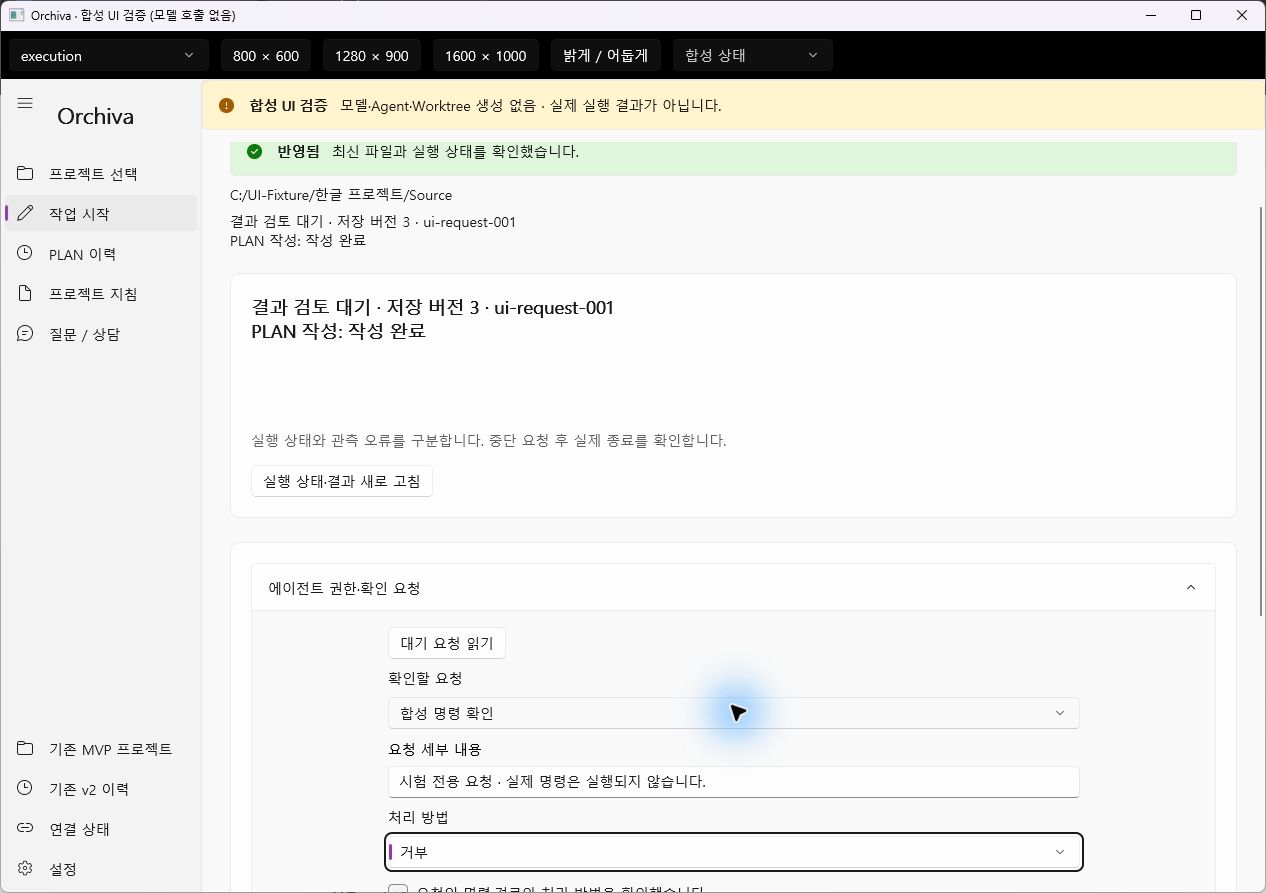 Orchiva · 합성 UI 검증 (모델 호출 없음)
execution
800 × 600
1280 × 900
1600 × 1000
밝게 / 어둡게
합성 상태
Orchiva
프로젝트 선택
작업 시작
PLAN 이력
프로젝트 지침
질문 / 상담
기존 MVP 프로젝트
기존 v2 이력
연결 상태
설정
합성 UI 검증 모델·Agent·Worktree 생성 없음 · 실제 실행 결과가 아닙니다.
반영됨 최신 파일과 실행 상태를 확인했습니다.
C:/UI-Fixture/한글 프로젝트/Source
결과 검토 대기 · 저장 버전 3 · ui-request-001
PLAN 작성: 작성 완료
결과 검토 대기 · 저장 버전 3 · ui-request-001
PLAN 작성: 작성 완료
실행 상태와 관측 오류를 구분합니다. 중단 요청 후 실제 종료를 확인합니다.
실행 상태·결과 새로 고침
에이전트 권한·확인 요청
대기 요청 읽기
확인할 요청
합성 명령 확인
요청 세부 내용
시험 전용 요청 · 실제 명령은 실행되지 않습니다.
처리 방법
거부